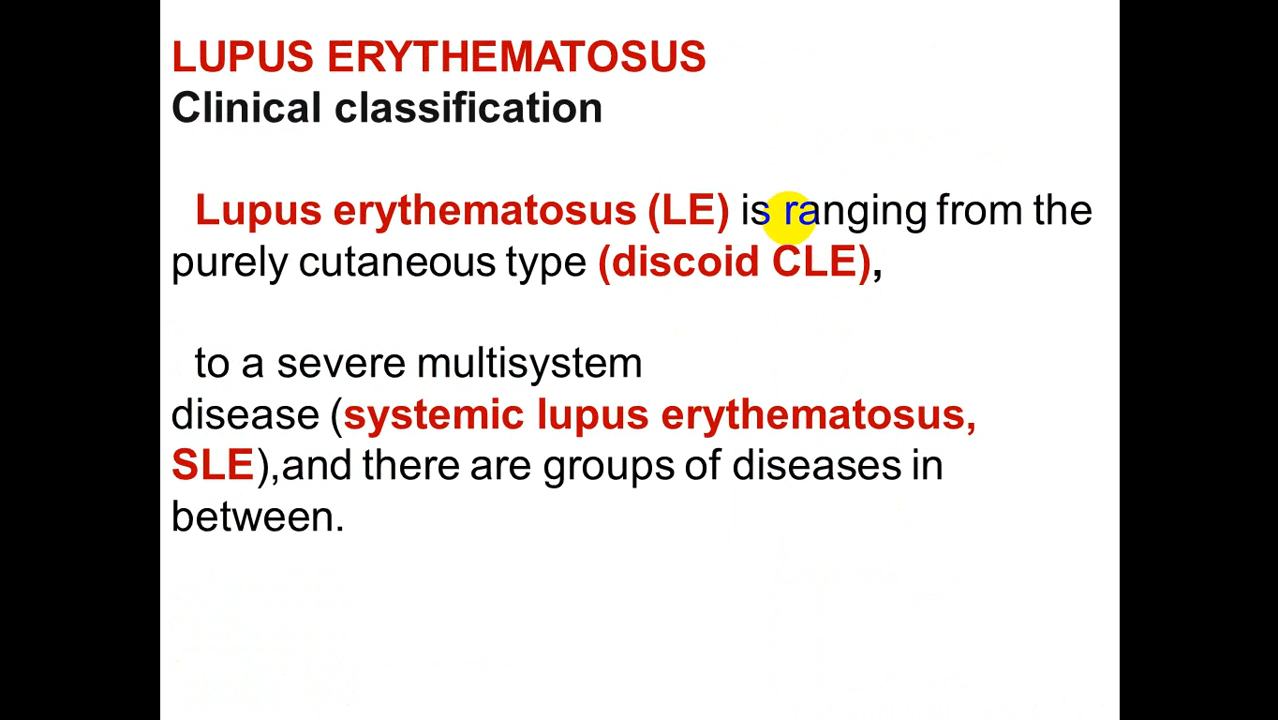 LUPUS ERYTHEMATOSUS
Clinical classification
Lupus erythematosus (LE) is ranging from the
purely cutaneous type (discoid CLE),
to a severe multisystem
disease (systemic lupus erythematosus,
SLE),and there are groups of diseases in
between.